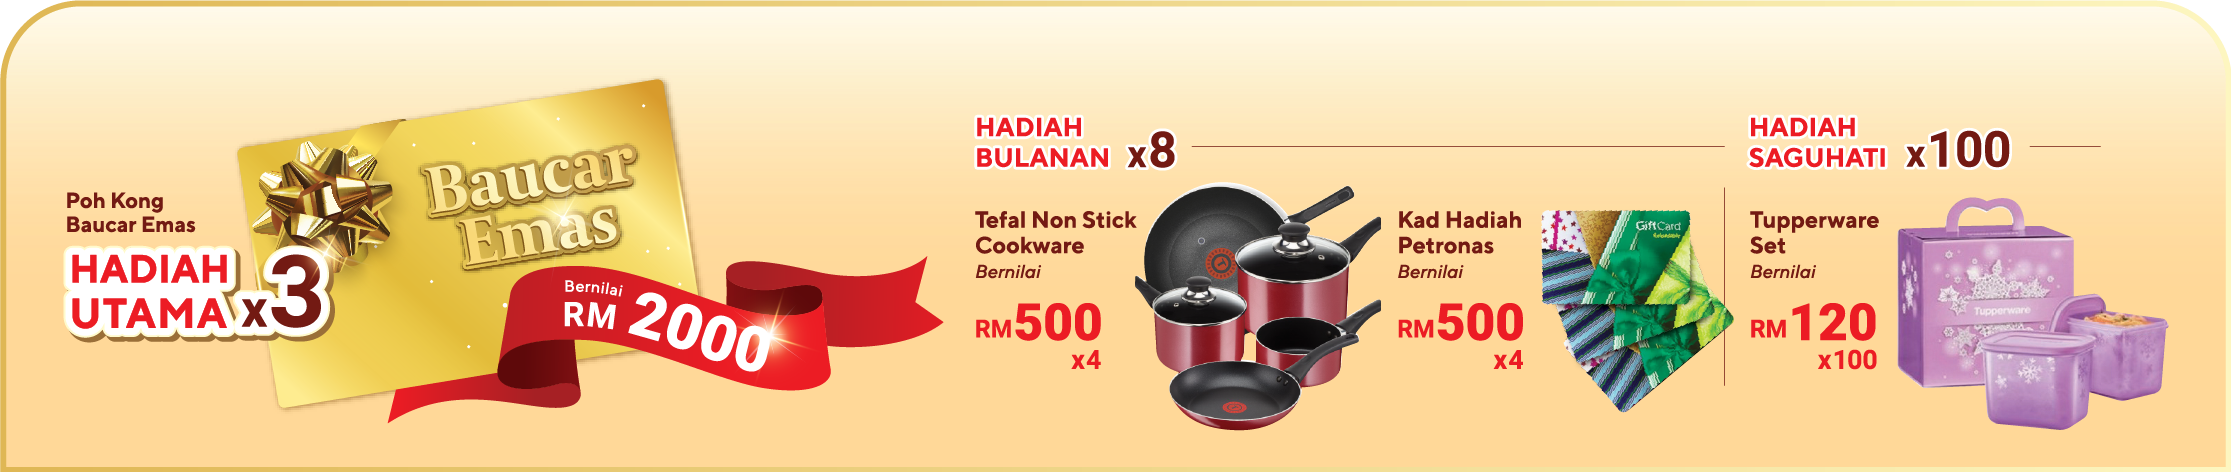 Poh Kong
Baucar Emas
HADIAH
UTAMA x3
Baucar
Emas
Bernilai
RM 2000
HADIAH
BULANAN x8
Tefal Non Stick
Cookware
Bernilai
RM500
x4
Kad Hadiah
Petronas
Bernilai
RM500
x4
GiftCard
HADIAH
SAGUHATI x100
Tupperware
Set
Bernilai
RM120
x100
Tupperware